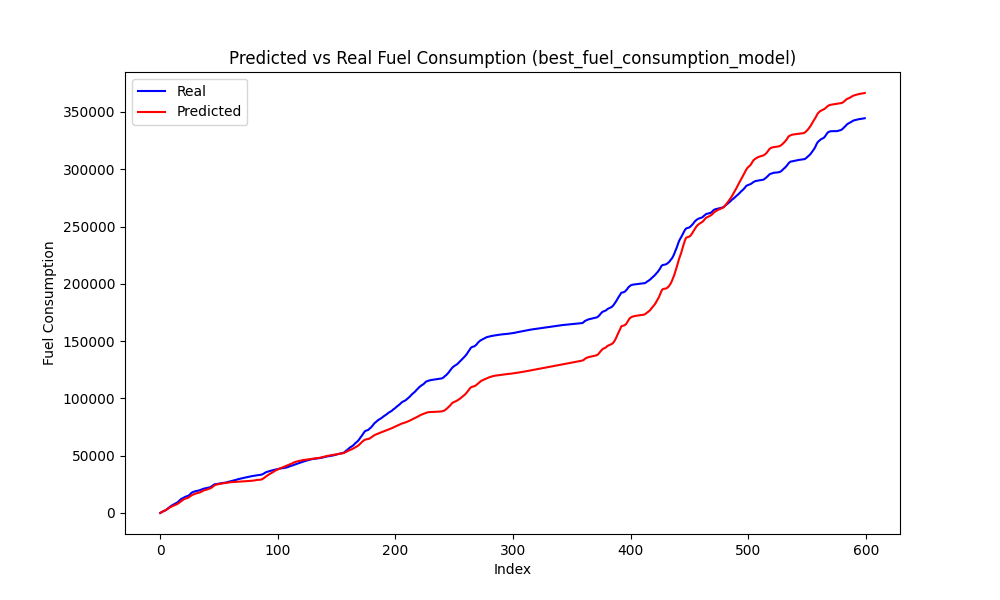 Predicted vs Real Fuel Consumption (best_fuel_consumption_model)
Real
Predicted
350000
300000
250000
200000
150000
100000
50000
0
Fuel Consumption
0 100 200 300 400 500 600
Index